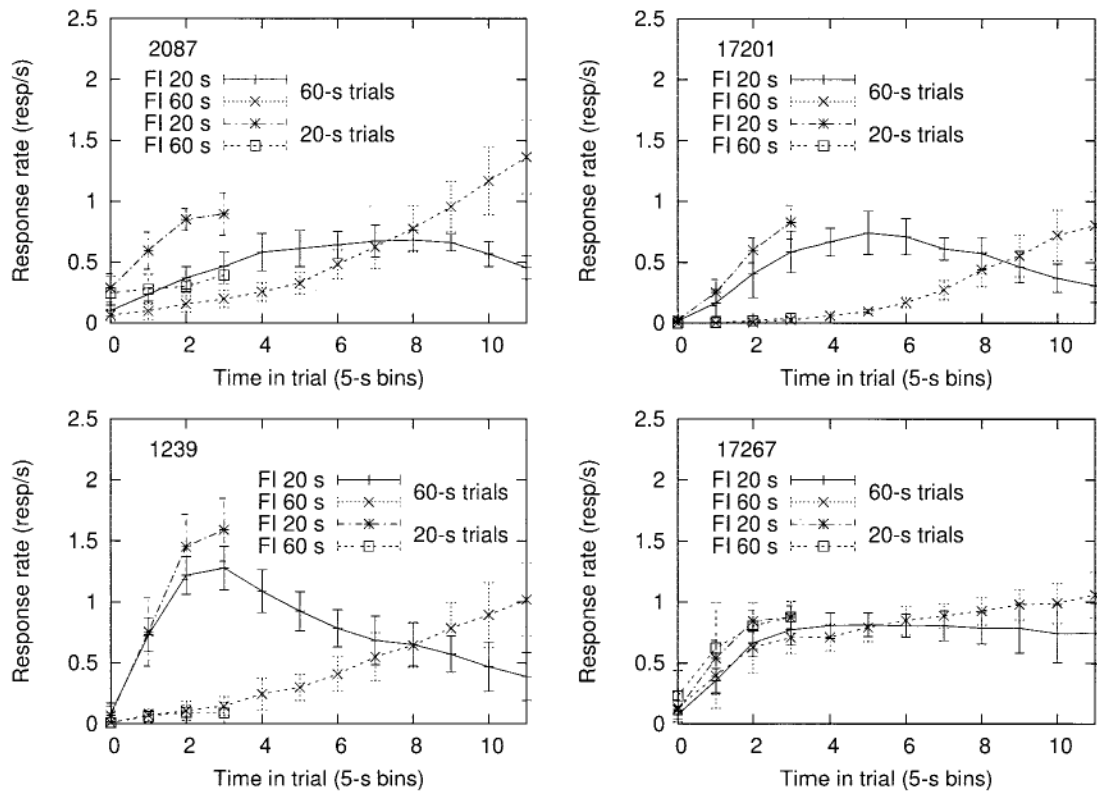 2.5
2
1.5
1
0.5
0
Response rate (resp/s)
2087
FI 20 s
FI 60 s
60-s trials
FI 20 s
FI 60 s
20-s trials
0 2 4 6 8 10
Time in trial (5-s bins)
2.5
2
1.5
1
0.5
0
Response rate (resp/s)
17201
FI 20 s
FI 60 s
60-s trials
FI 20 s
FI 60 s
20-s trials
0 2 4 6 8 10
Time in trial (5-s bins)
2.5
2
1.5
1
0.5
0
Response rate (resp/s)
1239
FI 20 s
FI 60 s
60-s trials
FI 20 s
FI 60 s
20-s trials
0 2 4 6 8 10
Time in trial (5-s bins)
2.5
2
1.5
1
0.5
0
Response rate (resp/s)
17267
FI 20 s
FI 60 s
60-s trials
FI 20 s
FI 60 s
20-s trials
0 2 4 6 8 10
Time in trial (5-s bins)